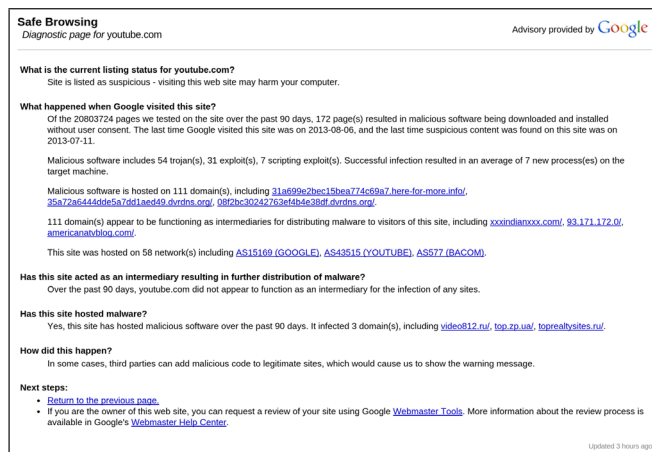 Safe Browsing
Diagnostic page for youtube.com
Advisory provided by Google
What is the current listing status for youtube.com?
Site is listed as suspicious - visiting this web site may harm your computer.
What happened when Google visited this site?
Of the 20803724 pages we tested on the site over the past 90 days, 172 page(s) resulted in malicious software being downloaded and installed
without user consent. The last time Google visited this site was on 2013-08-06, and the last time suspicious content was found on this site was on
2013-07-11.
Malicious software includes 54 trojan(s), 31 exploit(s), 7 scripting exploit(s). Successful infection resulted in an average of 7 new process(es) on the
target machine.
Malicious software is hosted on 111 domain(s), including 31a699e2bec15bea774c69a7.here-for-more.info/,
35a72a6444dde5a7dd1aed49.dvrdns.org/, 08f2bc30242763ef4b4e38df.dvrdns.org/.
111 domain(s) appear to be functioning as intermediaries for distributing malware to visitors of this site, including xxxindianxxx.com/, 93.171.172.0/,
americanatvblog.com/.
This site was hosted on 58 network(s) including AS15169 (GOOGLE), AS43515 (YOUTUBE), AS577 (BACOM).
Has this site acted as an intermediary resulting in further distribution of malware?
Over the past 90 days, youtube.com did not appear to function as an intermediary for the infection of any sites.
Has this site hosted malware?
Yes, this site has hosted malicious software over the past 90 days. It infected 3 domain(s), including video812.ru/, top.zp.ua/, toprealtysites.ru/.
How did this happen?
In some cases, third parties can add malicious code to legitimate sites, which would cause us to show the warning message.
Next steps:
• Return to the previous page.
• If you are the owner of this web site, you can request a review of your site using Google Webmaster Tools. More information about the review process is
available in Google's Webmaster Help Center.
Updated 3 hours ago